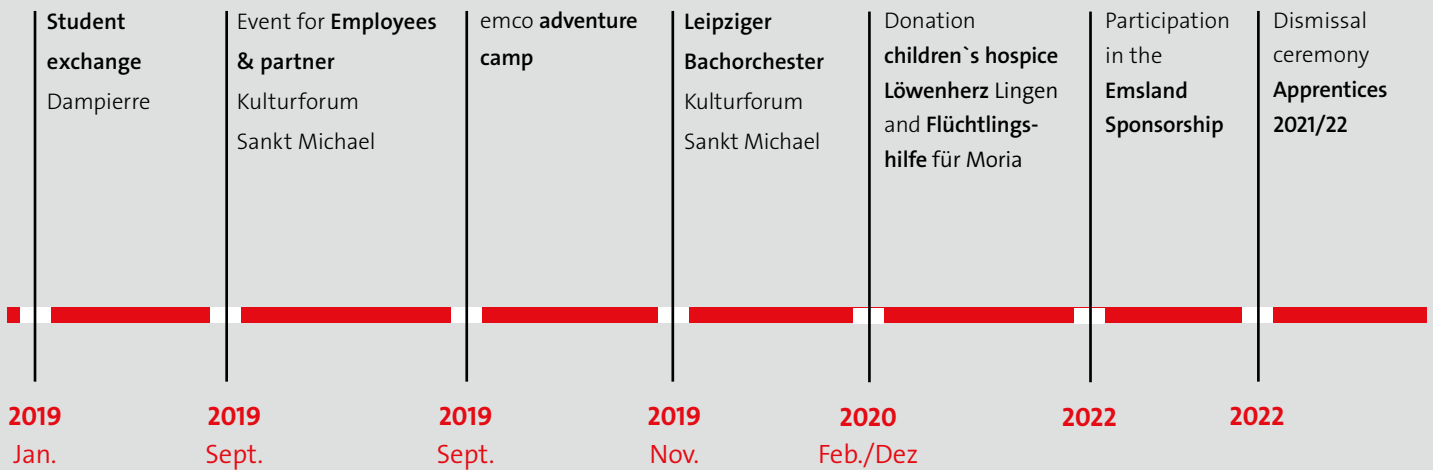 Student
exchange
Dampierre
Event for Employees
& partner
Kulturforum
Sankt Michael
emco adventure
camp
Leipziger
Bachorchester
Kulturforum
Sankt Michael
Donation
children`s hospice
Löwenherz Lingen
and Flüchtlings-
hilfe für Moria
Participation
in the
Emsland
Sponsorship
Dismissal
ceremony
Apprentices
2021/22
2019
Jan.
2019
Sept.
2019
Sept.
2019
Nov.
2020
Feb./Dez
2022
2022